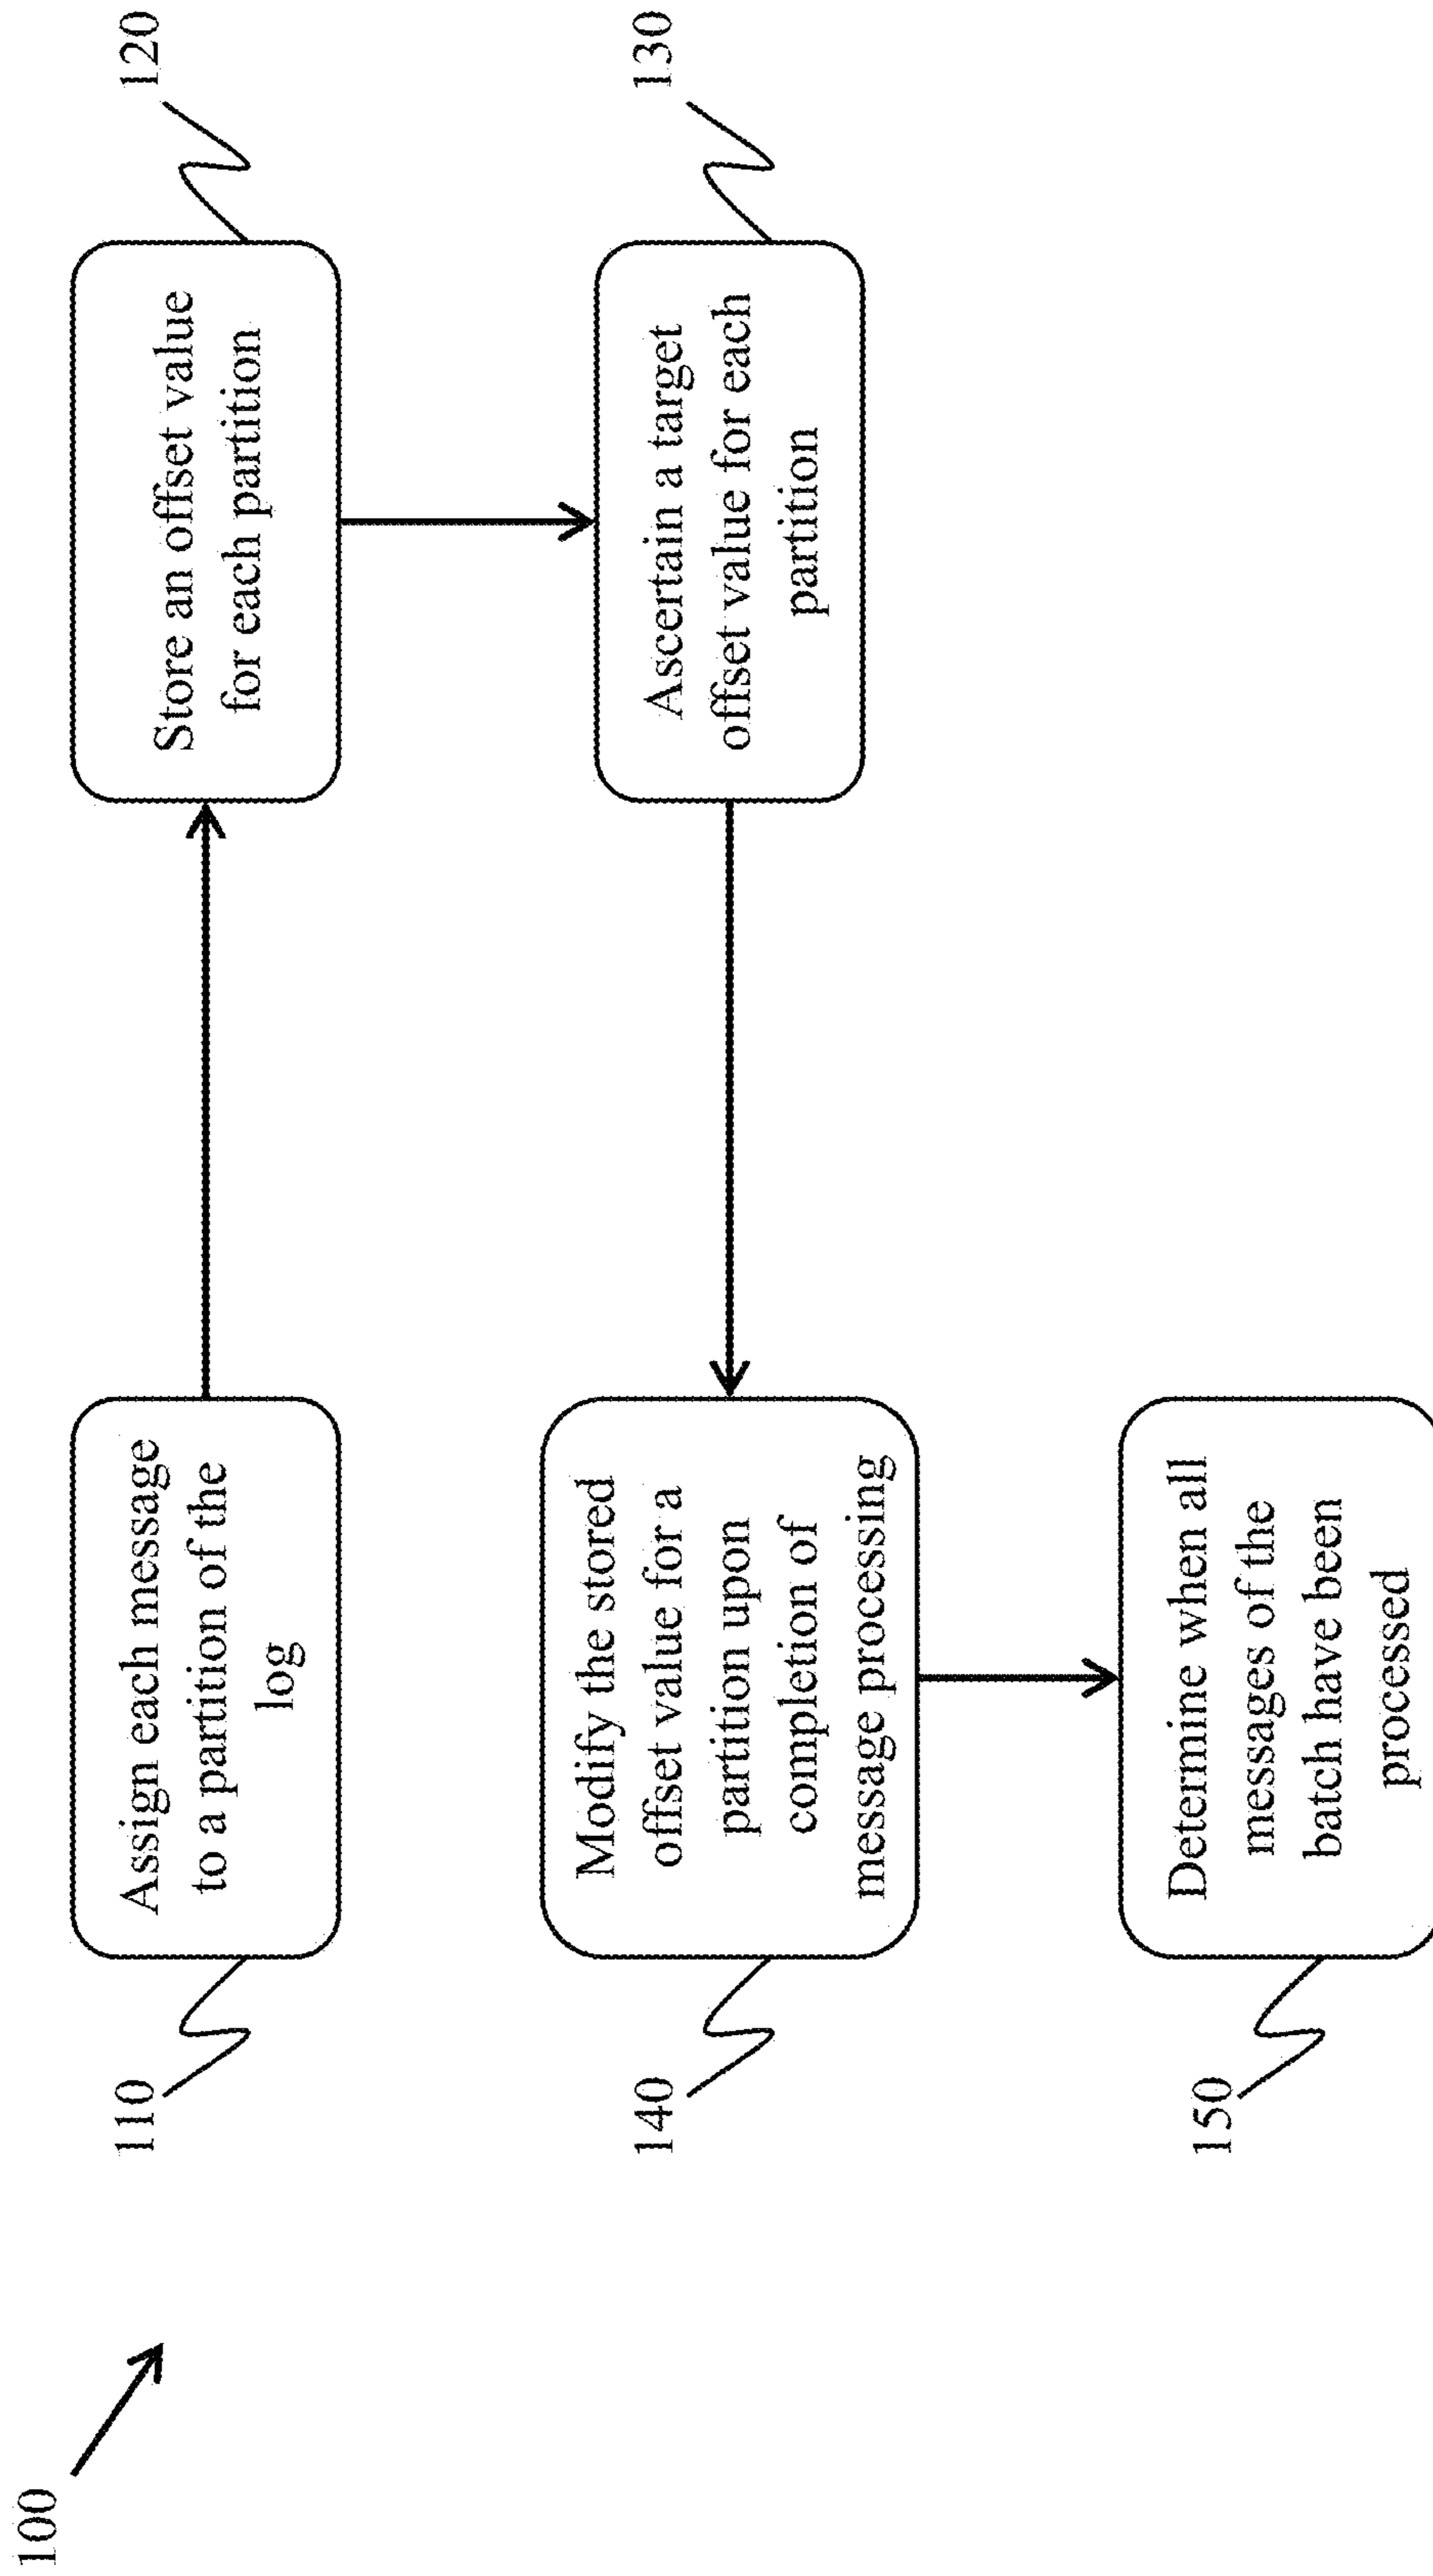 100
110
Assign each message
to a partition of the
log
120
Store an offset value
for each partition
130
Ascertain a target
offset value for each
partition
140
Modify the stored
offset value for a
partition upon
completion of
message processing
150
Determine when all
messages of the
batch have been
processed